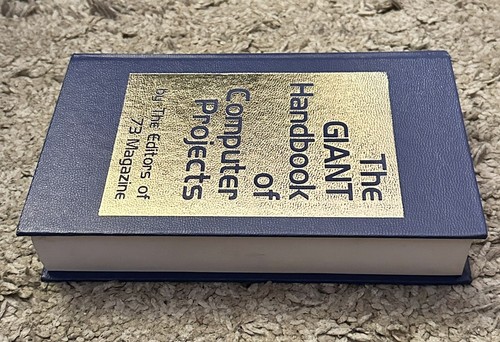 The
GIANT
Handbook
of
Computer
Projects
by The Editors of
73 Magazine